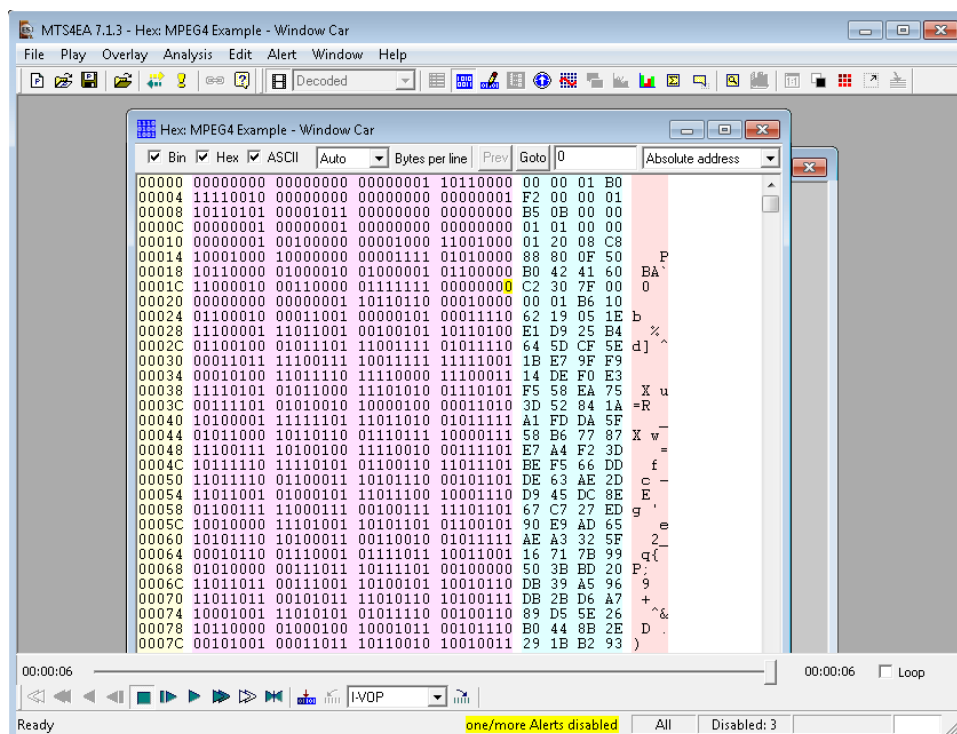 MTS4EA 7.1.3 - Hex: MPEG4 Example - Window Car
File Play Overlay Analysis Edit Alert Window Help
Decoded
Hex: MPEG4 Example - Window Car
Bin Hex ASCII Auto Bytes per line Prev Goto 0 Absolute address
00000 00000000 00000000 00000001 10110000 00 00 01 B0
00004 11110010 00000000 00000000 00000001 F2 00 00 01
00008 10110101 00001011 00000000 00000000 B5 0B 00 00
0000C 00000001 00000001 00000000 00000000 01 01 00 00
00010 00000001 00100000 00001000 11001000 01 20 08 C8
00014 10001000 10000000 00001111 01010000 88 80 0F 50 P
00018 10110000 01000010 01000001 01100000 B0 42 41 60 BA`
0001C 11000010 00110000 01111111 00000000 C2 30 7F 00 0
00020 00000000 00000001 10110110 00010000 00 01 B6 10
00024 01100010 00011001 00000101 00011110 62 19 05 1E b
00028 11100001 11011001 00100101 10110100 E1 D9 25 B4 %
0002C 01100100 01011101 11001111 01011110 64 5D CF 5E d] ^
00030 00011011 11100111 10011111 11111001 1B E7 9F F9
00034 00010100 11011110 11110000 11100011 14 DE F0 E3
00038 11110101 01011000 11101010 01110101 F5 58 EA 75 X u
0003C 00111101 01010010 10000100 00011010 3D 52 84 1A =R
00040 10100001 11111101 11011010 01011111 A1 FD DA 5F _
00044 01011000 10110110 01110111 10000111 58 B6 77 87 X w
00048 11100111 10100100 11110010 00111101 E7 A4 F2 3D =
0004C 10111110 11110101 01100110 11011101 BE F5 66 DD f
00050 11011110 01100011 10101110 00101101 DE 63 AE 2D c -
00054 11011001 01000101 11011100 10001110 D9 45 DC 8E E
00058 01100111 11000111 00100111 11101101 67 C7 27 ED g '
0005C 10010000 11101001 10101101 01100101 90 E9 AD 65 e
00060 10101110 10100011 00110010 01011111 AE A3 32 5F 2_
00064 00010110 01110001 01111011 10011001 16 71 7B 99 q{
00068 01010000 00111011 10111101 00100000 50 3B BD 20 P;
0006C 11011011 00111001 10100101 10010110 DB 39 A5 96 9
00070 11011011 00101011 11010110 10100111 DB 2B D6 A7 +
00074 10001001 11010101 01011110 00100110 89 D5 5E 26 ^&
00078 10110000 01000100 10001011 00101110 B0 44 8B 2E D .
0007C 00101001 00011011 10110010 10010011 29 1B B2 93 )
00:00:06 00:00:06 Loop
I-VOP
Ready one/more Alerts disabled All Disabled: 3